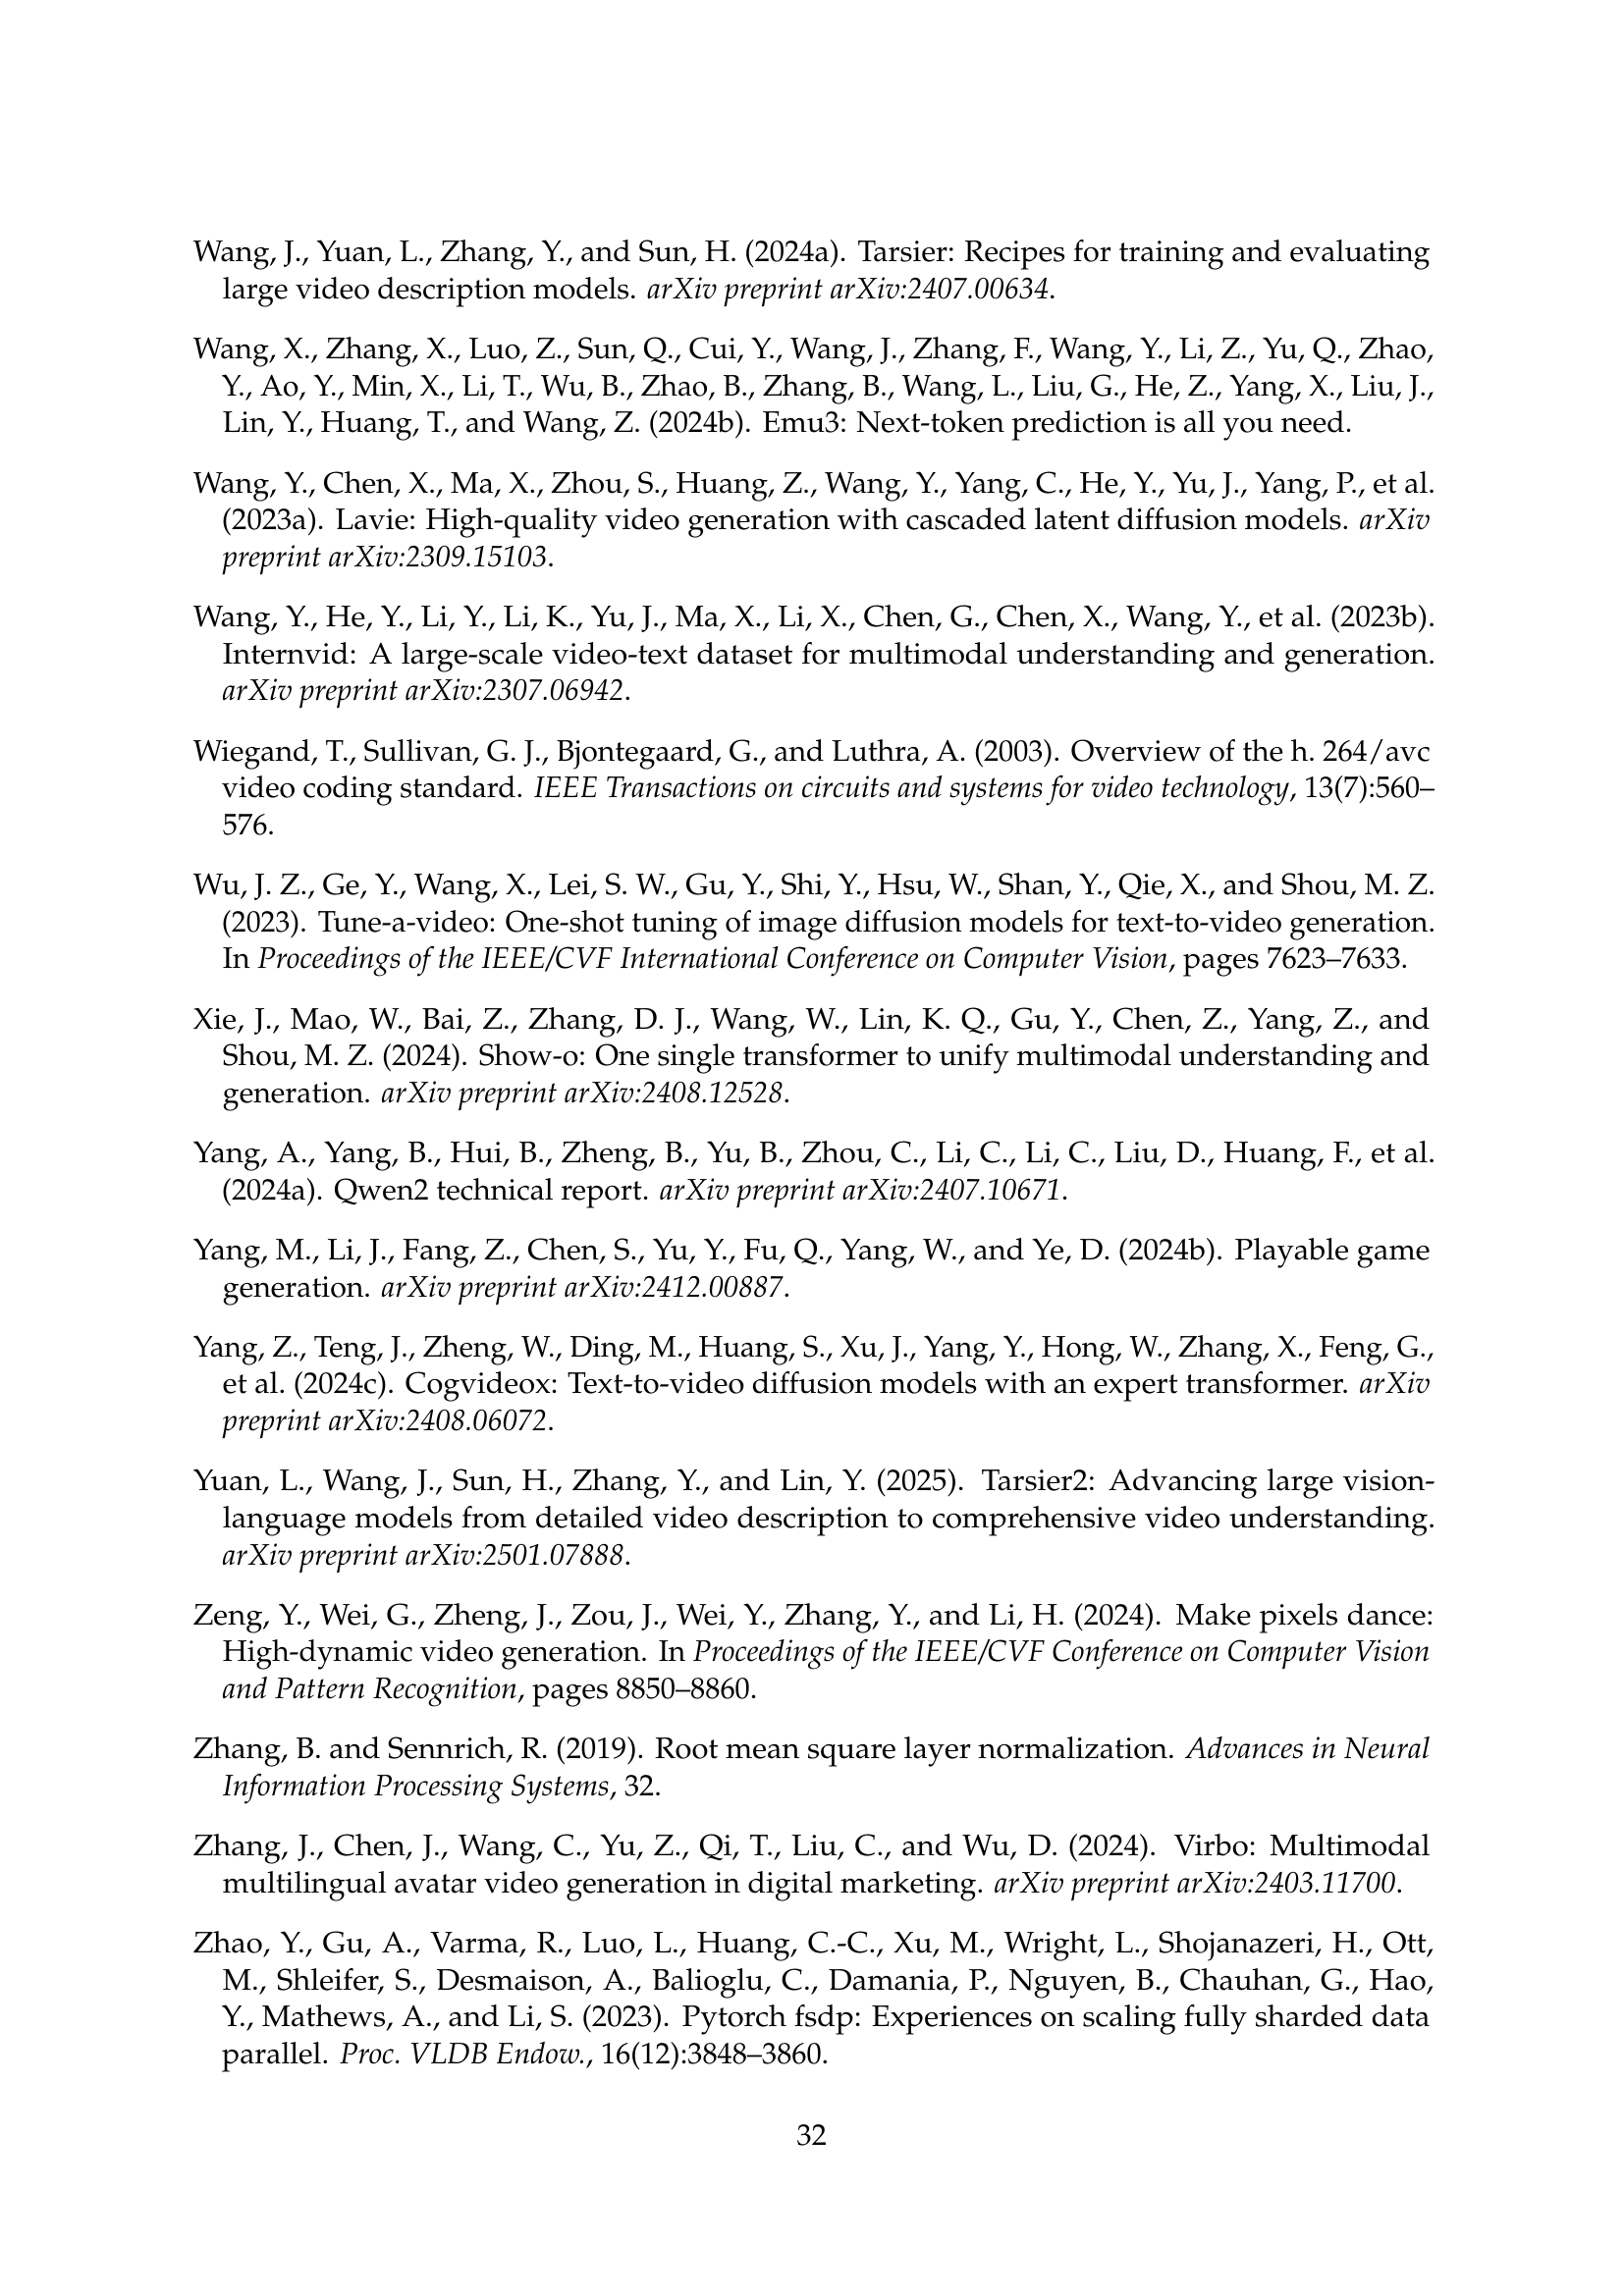 Wang, J., Yuan, L., Zhang, Y., and Sun, H. (2024a). Tarsier: Recipes for training and evaluating
large video description models. arXiv preprint arXiv:2407.00634.
Wang, X., Zhang, X., Luo, Z., Sun, Q., Cui, Y., Wang, J., Zhang, F., Wang, Y., Li, Z., Yu, Q., Zhao,
Y., Ao, Y., Min, X., Li, T., Wu, B., Zhao, B., Zhang, B., Wang, L., Liu, G., He, Z., Yang, X., Liu, J.,
Lin, Y., Huang, T., and Wang, Z. (2024b). Emu3: Next-token prediction is all you need.
Wang, Y., Chen, X., Ma, X., Zhou, S., Huang, Z., Wang, Y., Yang, C., He, Y., Yu, J., Yang, P., et al.
(2023a). Lavie: High-quality video generation with cascaded latent diffusion models. arXiv
preprint arXiv:2309.15103.
Wang, Y., He, Y., Li, Y., Li, K., Yu, J., Ma, X., Li, X., Chen, G., Chen, X., Wang, Y., et al. (2023b).
Internvid: A large-scale video-text dataset for multimodal understanding and generation.
arXiv preprint arXiv:2307.06942.
Wiegand, T., Sullivan, G. J., Bjontegaard, G., and Luthra, A. (2003). Overview of the h. 264/avc
video coding standard. IEEE Transactions on circuits and systems for video technology, 13(7):560–
576.
Wu, J. Z., Ge, Y., Wang, X., Lei, S. W., Gu, Y., Shi, Y., Hsu, W., Shan, Y., Qie, X., and Shou, M. Z.
(2023). Tune-a-video: One-shot tuning of image diffusion models for text-to-video generation.
In Proceedings of the IEEE/CVF International Conference on Computer Vision, pages 7623–7633.
Xie, J., Mao, W., Bai, Z., Zhang, D. J., Wang, W., Lin, K. Q., Gu, Y., Chen, Z., Yang, Z., and
Shou, M. Z. (2024). Show-o: One single transformer to unify multimodal understanding and
generation. arXiv preprint arXiv:2408.12528.
Yang, A., Yang, B., Hui, B., Zheng, B., Yu, B., Zhou, C., Li, C., Li, C., Liu, D., Huang, F., et al.
(2024a). Qwen2 technical report. arXiv preprint arXiv:2407.10671.
Yang, M., Li, J., Fang, Z., Chen, S., Yu, Y., Fu, Q., Yang, W., and Ye, D. (2024b). Playable game
generation. arXiv preprint arXiv:2412.00887.
Yang, Z., Teng, J., Zheng, W., Ding, M., Huang, S., Xu, J., Yang, Y., Hong, W., Zhang, X., Feng, G.,
et al. (2024c). Cogvideox: Text-to-video diffusion models with an expert transformer. arXiv
preprint arXiv:2408.06072.
Yuan, L., Wang, J., Sun, H., Zhang, Y., and Lin, Y. (2025). Tarsier2: Advancing large vision-
language models from detailed video description to comprehensive video understanding.
arXiv preprint arXiv:2501.07888.
Zeng, Y., Wei, G., Zheng, J., Zou, J., Wei, Y., Zhang, Y., and Li, H. (2024). Make pixels dance:
High-dynamic video generation. In Proceedings of the IEEE/CVF Conference on Computer Vision
and Pattern Recognition, pages 8850–8860.
Zhang, B. and Sennrich, R. (2019). Root mean square layer normalization. Advances in Neural
Information Processing Systems, 32.
Zhang, J., Chen, J., Wang, C., Yu, Z., Qi, T., Liu, C., and Wu, D. (2024). Virbo: Multimodal
multilingual avatar video generation in digital marketing. arXiv preprint arXiv:2403.11700.
Zhao, Y., Gu, A., Varma, R., Luo, L., Huang, C.-C., Xu, M., Wright, L., Shojanazeri, H., Ott,
M., Shleifer, S., Desmaison, A., Balioglu, C., Damania, P., Nguyen, B., Chauhan, G., Hao,
Y., Mathews, A., and Li, S. (2023). Pytorch fsdp: Experiences on scaling fully sharded data
parallel. Proc. VLDB Endow., 16(12):3848–3860.
32